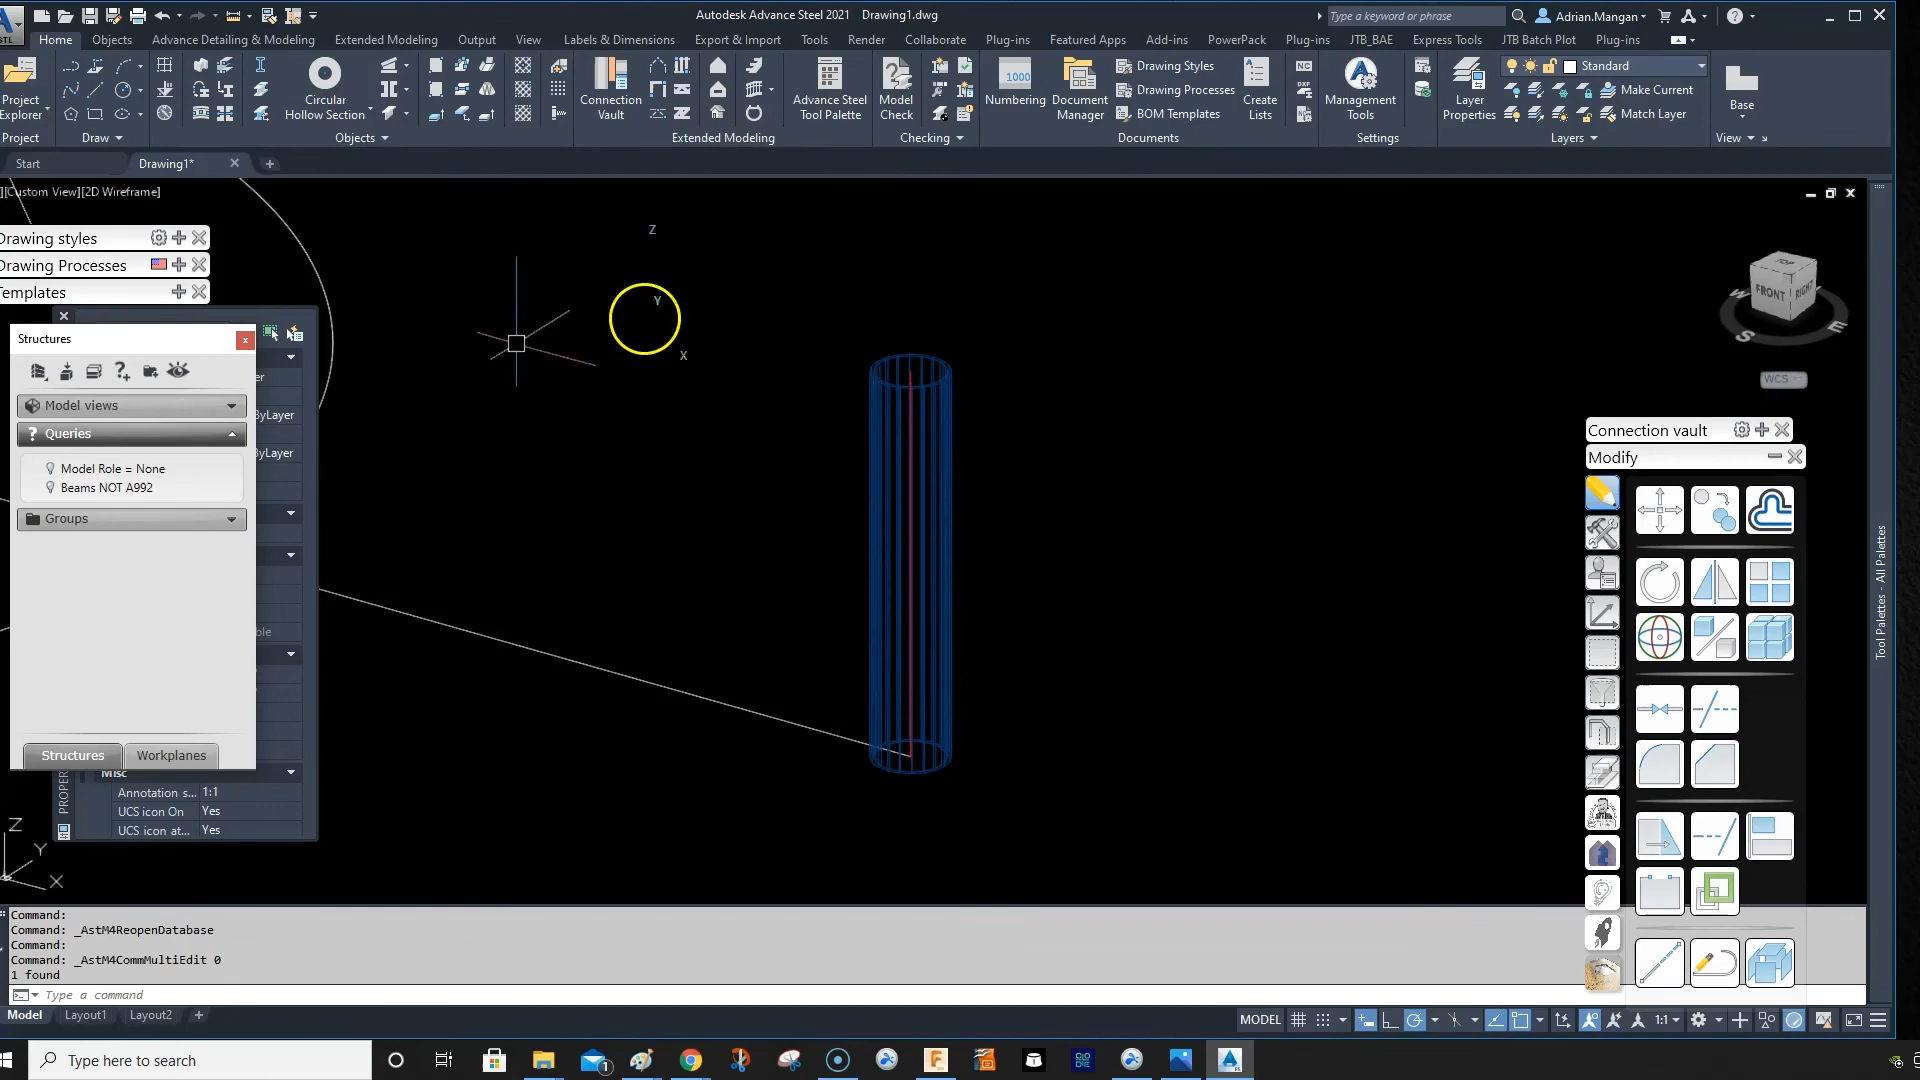 Autodesk Advance Steel 2021 Drawing1.dwg
Type a keyword or phrase
Adrian.Mangan
Home Objects Advance Detailing & Modeling Extended Modeling Output View Labels & Dimensions Export & Import Tools Render Collaborate Plug-ins Featured Apps Add-ins PowerPack Plug-ins JTB_BAE Express Tools JTB Batch Plot Plug-ins
Project
Explorer
Project
Draw
Circular
Hollow Section
Objects
Connection
Vault
Extended Modeling
Advance Steel
Tool Palette
Model
Check
Checking
1000
Numbering
Document
Manager
Drawing Styles
Drawing Processes
BOM Templates
Create
Lists
Documents
NC
DXF
Management
Tools
Settings
Layer
Properties
Standard
Make Current
Match Layer
Layers
Base
View
Start
Drawing1*
][Custom View][2D Wireframe]
Drawing styles
Drawing Processes
Templates
Structures
Model views
? Queries
Model Role = None
Beams NOT A992
Groups
Structures Workplanes
er
ByLayer
ByLayer
ble
Misc
Annotation s... 1:1
UCS icon On Yes
UCS icon at... Yes
PROPER
Z
Y
X
Z
Y
X
TOP
FRONT
RIGHT
W
S
E
WCS
Connection vault
Modify
Tool Palettes - All Palettes
Command:
Command: _AstM4ReopenDatabase
Command:
Command: _AstM4CommMultiEdit 0
1 found
Type a command
Model Layout1 Layout2 +
MODEL
1:1
Type here to search
1